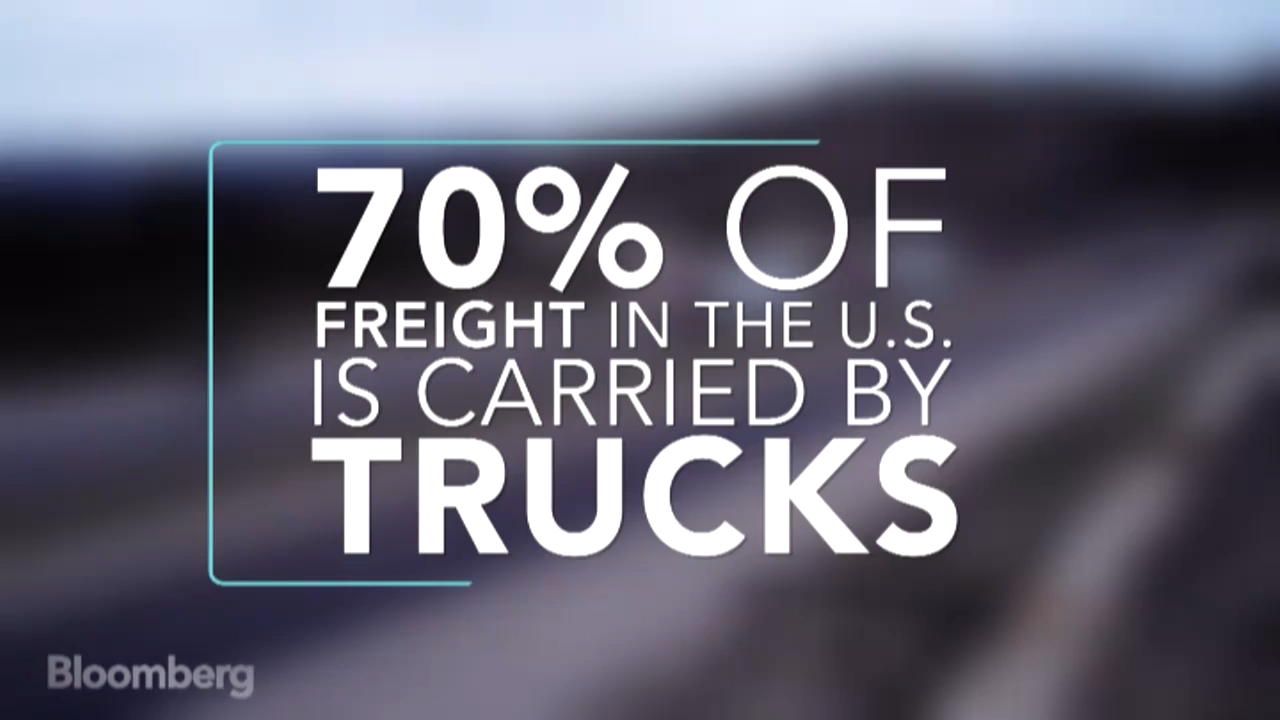 70% OF
FREIGHT IN THE U.S.
IS CARRIED BY
TRUCKS
Bloomberg